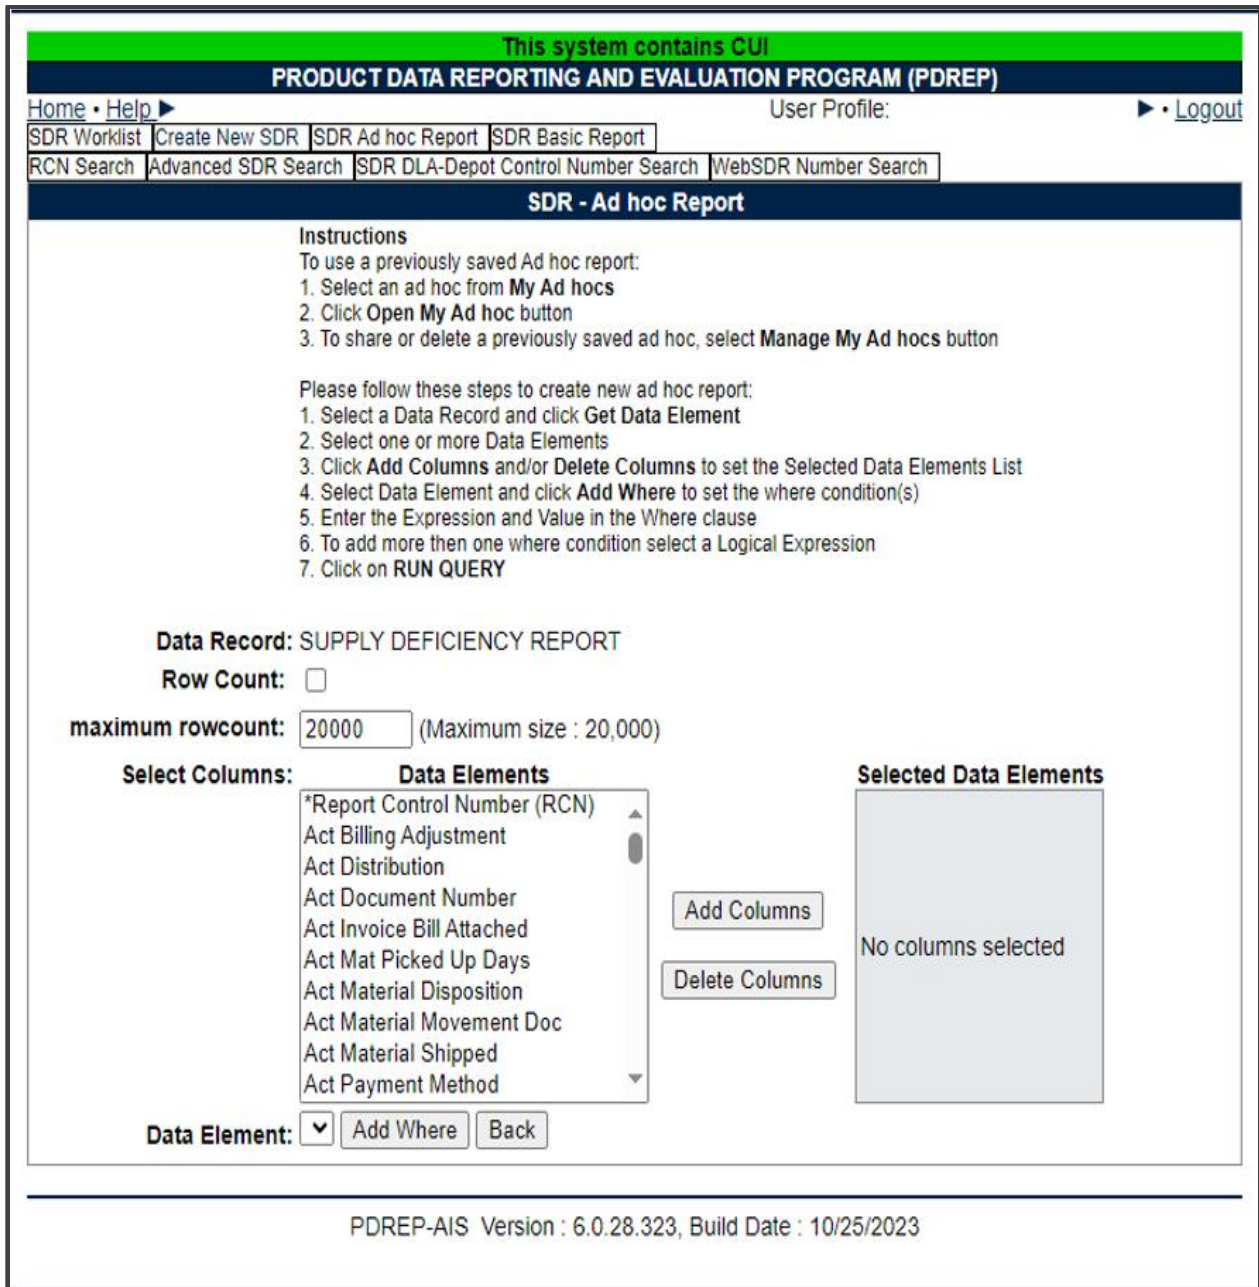 This system contains CUI
PRODUCT DATA REPORTING AND EVALUATION PROGRAM (PDREP)
Home • Help ▶ User Profile: ▶ • Logout
SDR Worklist Create New SDR SDR Ad hoc Report SDR Basic Report
RCN Search Advanced SDR Search SDR DLA-Depot Control Number Search WebSDR Number Search
SDR - Ad hoc Report
Instructions
To use a previously saved Ad hoc report:
1. Select an ad hoc from My Ad hocs
2. Click Open My Ad hoc button
3. To share or delete a previously saved ad hoc, select Manage My Ad hocs button
Please follow these steps to create new ad hoc report:
1. Select a Data Record and click Get Data Element
2. Select one or more Data Elements
3. Click Add Columns and/or Delete Columns to set the Selected Data Elements List
4. Select Data Element and click Add Where to set the where condition(s)
5. Enter the Expression and Value in the Where clause
6. To add more then one where condition select a Logical Expression
7. Click on RUN QUERY
Data Record: SUPPLY DEFICIENCY REPORT
Row Count:
maximum rowcount: 20000 (Maximum size : 20,000)
Select Columns: Data Elements Selected Data Elements
*Report Control Number (RCN)
Act Billing Adjustment
Act Distribution
Act Document Number
Act Invoice Bill Attached
Act Mat Picked Up Days
Act Material Disposition
Act Material Movement Doc
Act Material Shipped
Act Payment Method
Add Columns
Delete Columns
No columns selected
Data Element: Add Where Back
PDREP-AIS Version : 6.0.28.323, Build Date : 10/25/2023